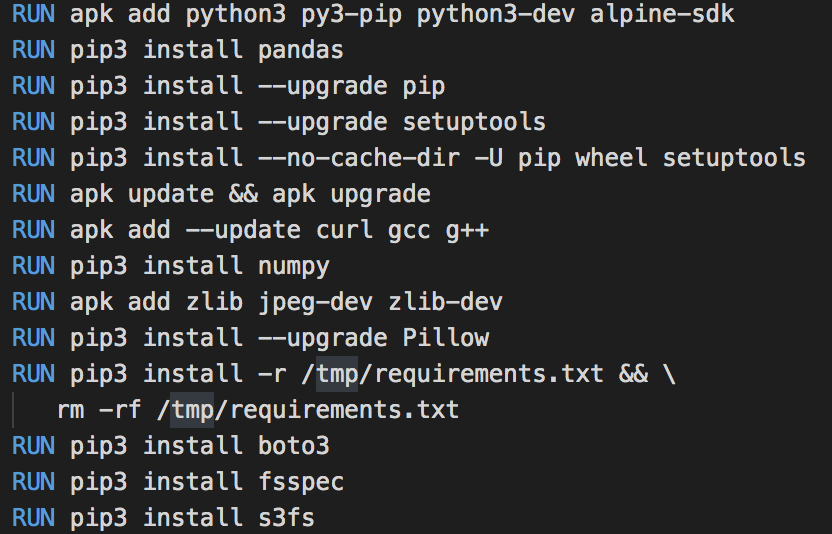 RUN apk add python3 py3-pip python3-dev alpine-sdk
RUN pip3 install pandas
RUN pip3 install --upgrade pip
RUN pip3 install --upgrade setuptools
RUN pip3 install --no-cache-dir -U pip wheel setuptools
RUN apk update && apk upgrade
RUN apk add --update curl gcc g++
RUN pip3 install numpy
RUN apk add zlib jpeg-dev zlib-dev
RUN pip3 install --upgrade Pillow
RUN pip3 install -r /tmp/requirements.txt && \
rm -rf /tmp/requirements.txt
RUN pip3 install boto3
RUN pip3 install fsspec
RUN pip3 install s3fs